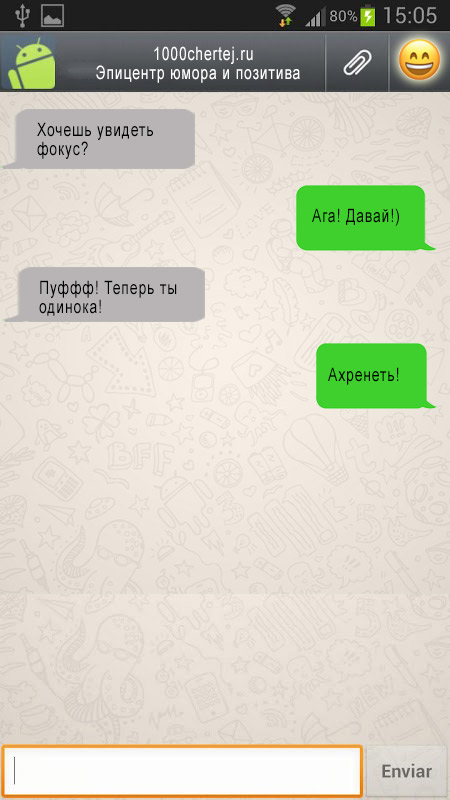 80% 15:05
1000chertej.ru
Эпицентр юмора и позитива
Хочешь увидеть
фокус?
Ага! Давай!)
Пуффф! Теперь ты
одинока!
Ахренеть!
BFF
Enviar